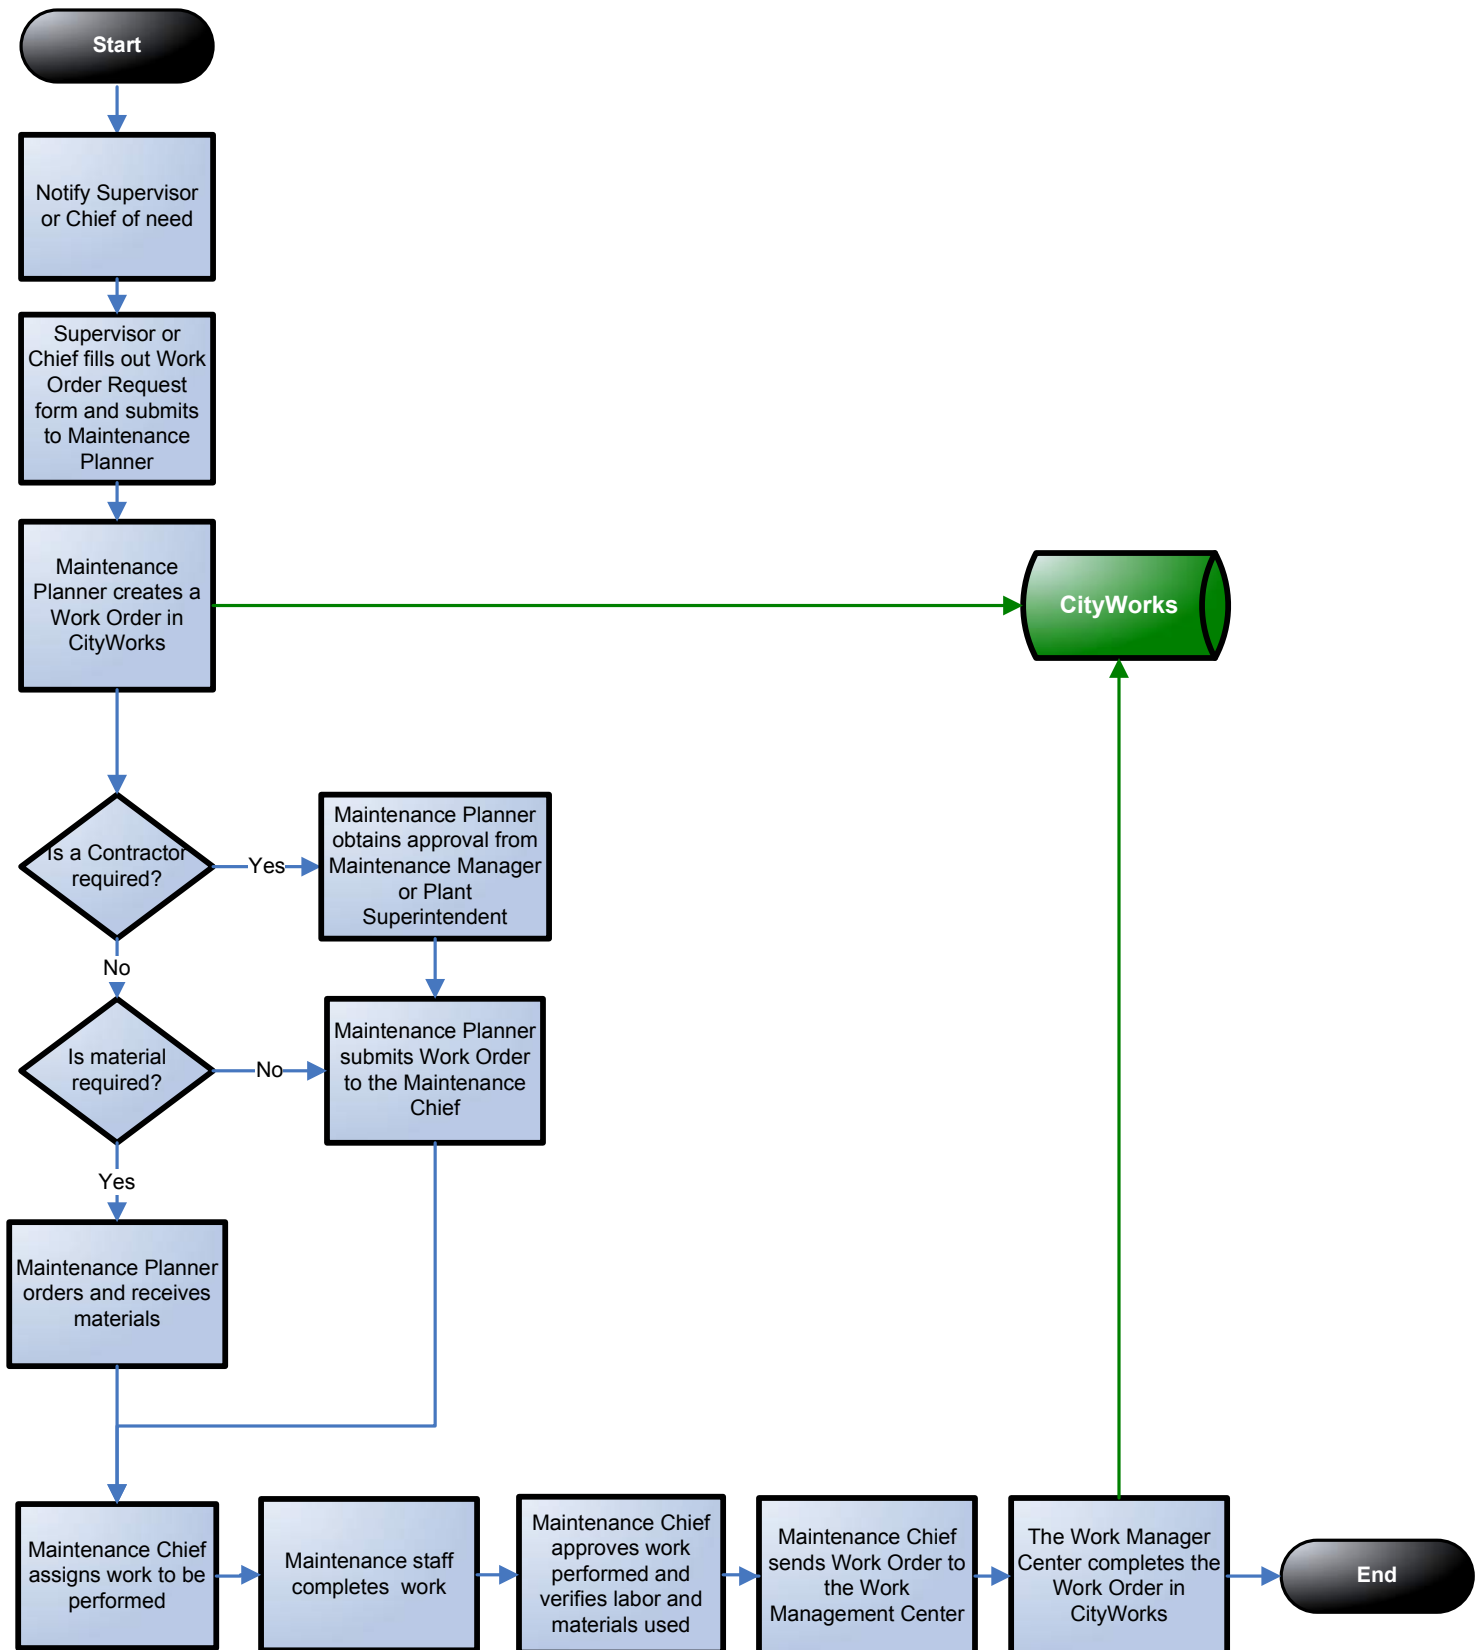 Start
Notify Supervisor
or Chief of need
Supervisor or
Chief fills out Work
Order Request
form and submits
to Maintenance
Planner
Maintenance
Planner creates a
Work Order in
CityWorks
CityWorks
Is a Contractor
required?
Yes
Maintenance Planner
obtains approval from
Maintenance Manager
or Plant
Superintendent
No
Is material
required?
No
Maintenance Planner
submits Work Order
to the Maintenance
Chief
Yes
Maintenance Planner
orders and receives
materials
Maintenance Chief
assigns work to be
performed
Maintenance staff
completes  work
Maintenance Chief
approves work
performed and
verifies labor and
materials used
Maintenance Chief
sends Work Order to
the Work
Management Center
The Work Manager
Center completes the
Work Order in
CityWorks
End